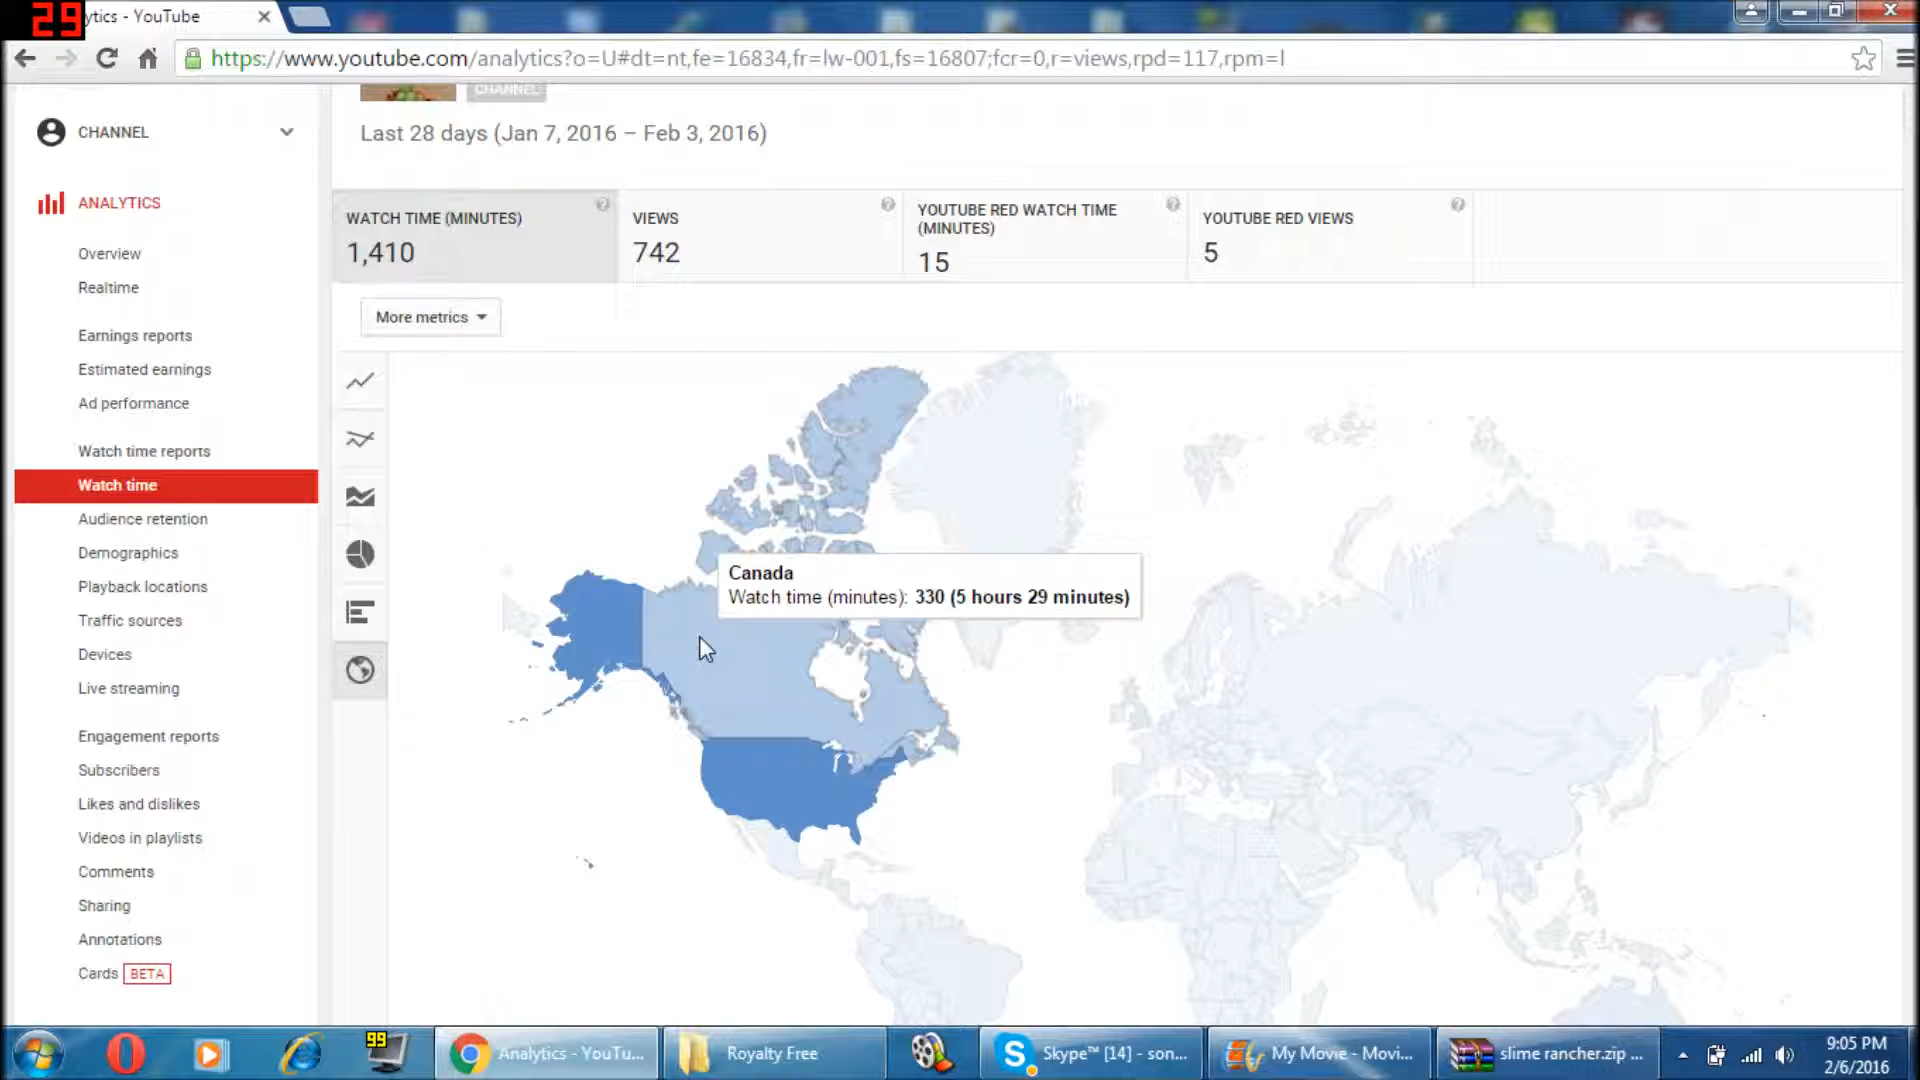 29
ytics - YouTube
https://www.youtube.com/analytics?o=U#dt=nt,fe=16834,fr=lw-001,fs=16807;fcr=0,r=views,rpd=117,rpm=l
CHANNEL
CHANNEL
Last 28 days (Jan 7, 2016 – Feb 3, 2016)
ANALYTICS
Overview
Realtime
Earnings reports
Estimated earnings
Ad performance
Watch time reports
Watch time
Audience retention
Demographics
Playback locations
Traffic sources
Devices
Live streaming
Engagement reports
Subscribers
Likes and dislikes
Videos in playlists
Comments
Sharing
Annotations
Cards BETA
WATCH TIME (MINUTES)
1,410
VIEWS
742
YOUTUBE RED WATCH TIME
(MINUTES)
15
YOUTUBE RED VIEWS
5
More metrics
Canada
Watch time (minutes): 330 (5 hours 29 minutes)
99
Analytics - YouTu...
Royalty Free
Skype™ [14] - son...
My Movie - Movi...
slime rancher.zip ...
9:05 PM
2/6/2016